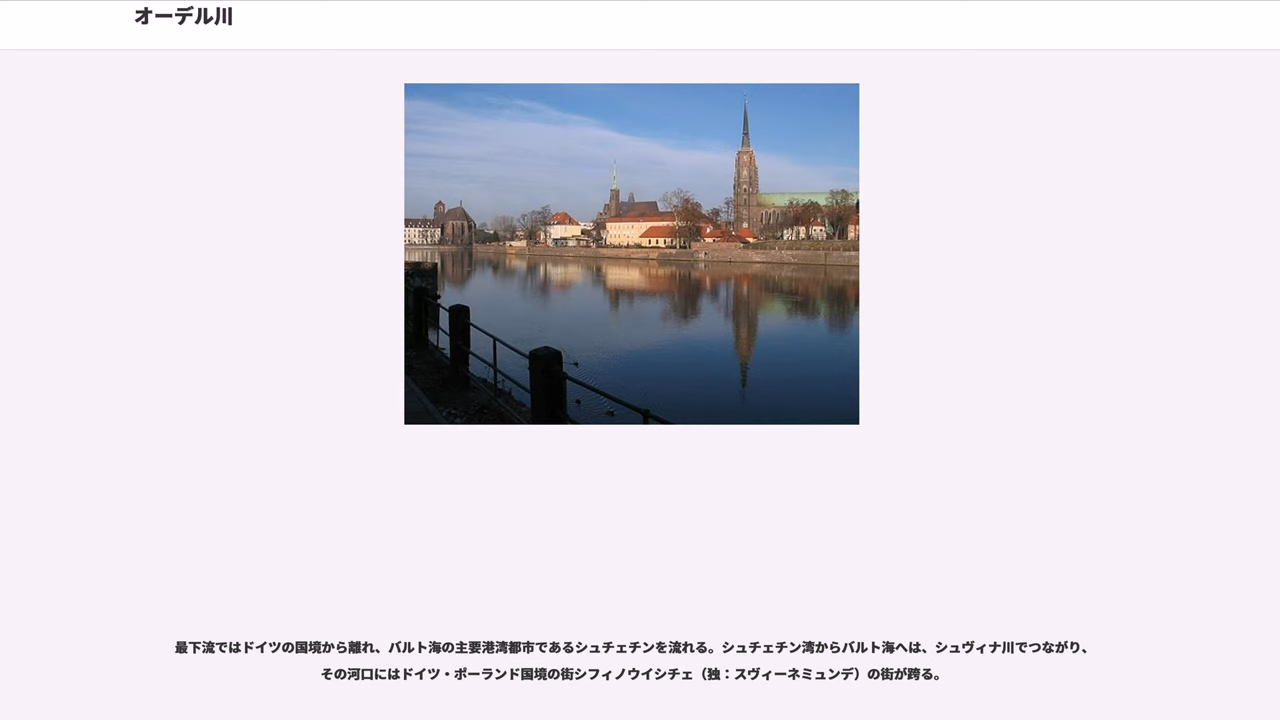 オーデル川
最下流ではドイツの国境から離れ、バルト海の主要港湾都市であるシュチェチンを流れる。シュチェチン湾からバルト海へは、シュヴィナ川でつながり、
その河口にはドイツ・ポーランド国境の街シフィノウイシチェ（独：スヴィーネミュンデ）の街が跨る。